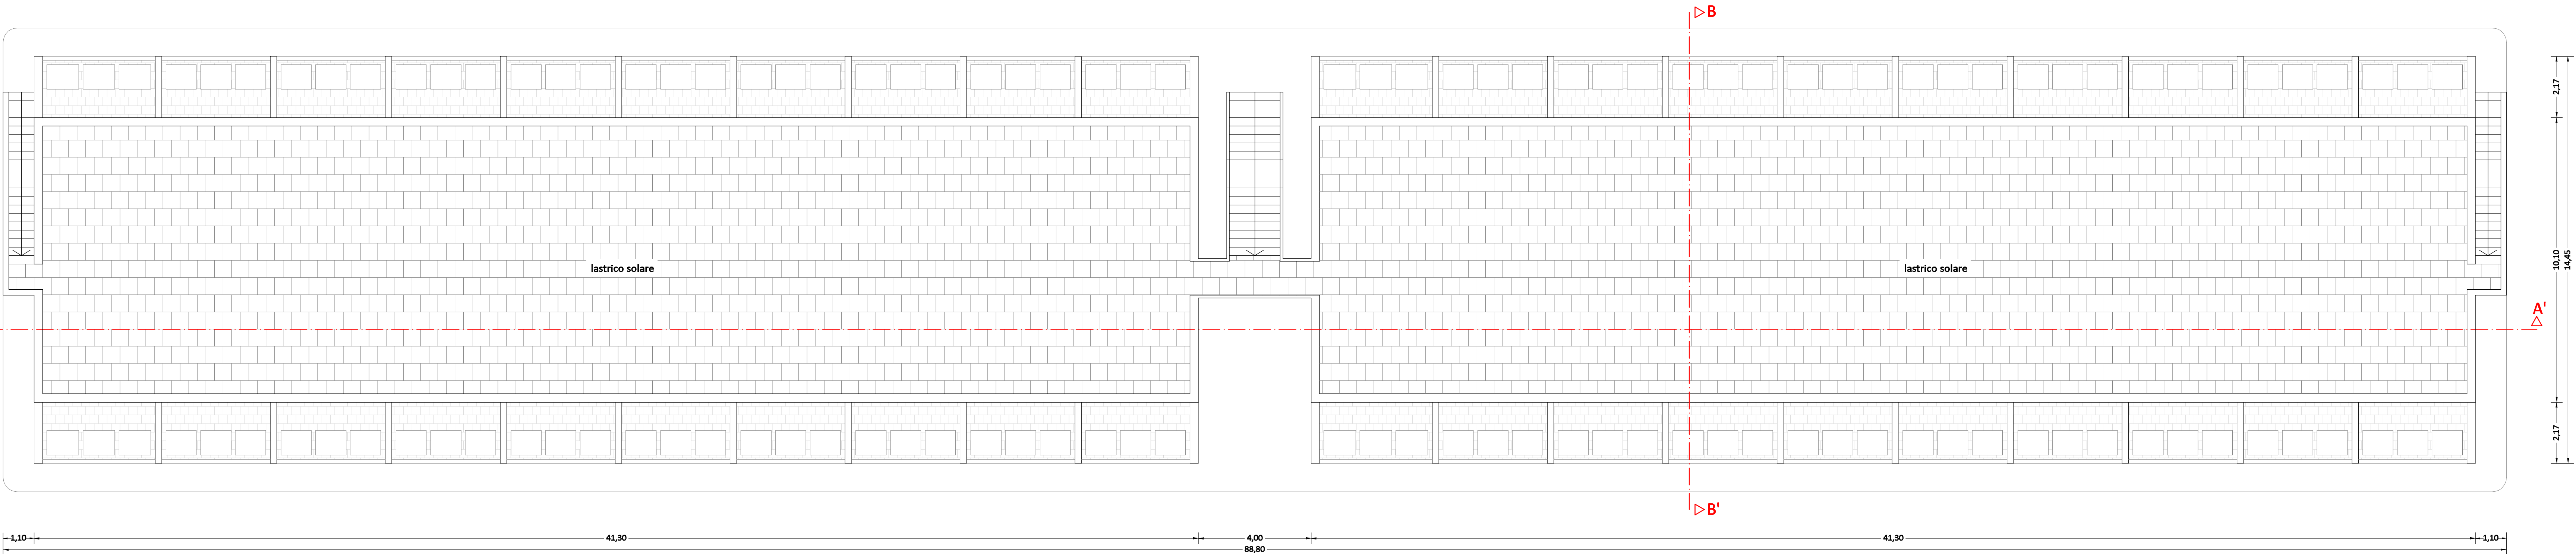 B
2,17
lastrico solare
lastrico solare
10,10
14,45
A'
2,17
B'
1,10
41,30
4,00
41,30
1,10
88,80